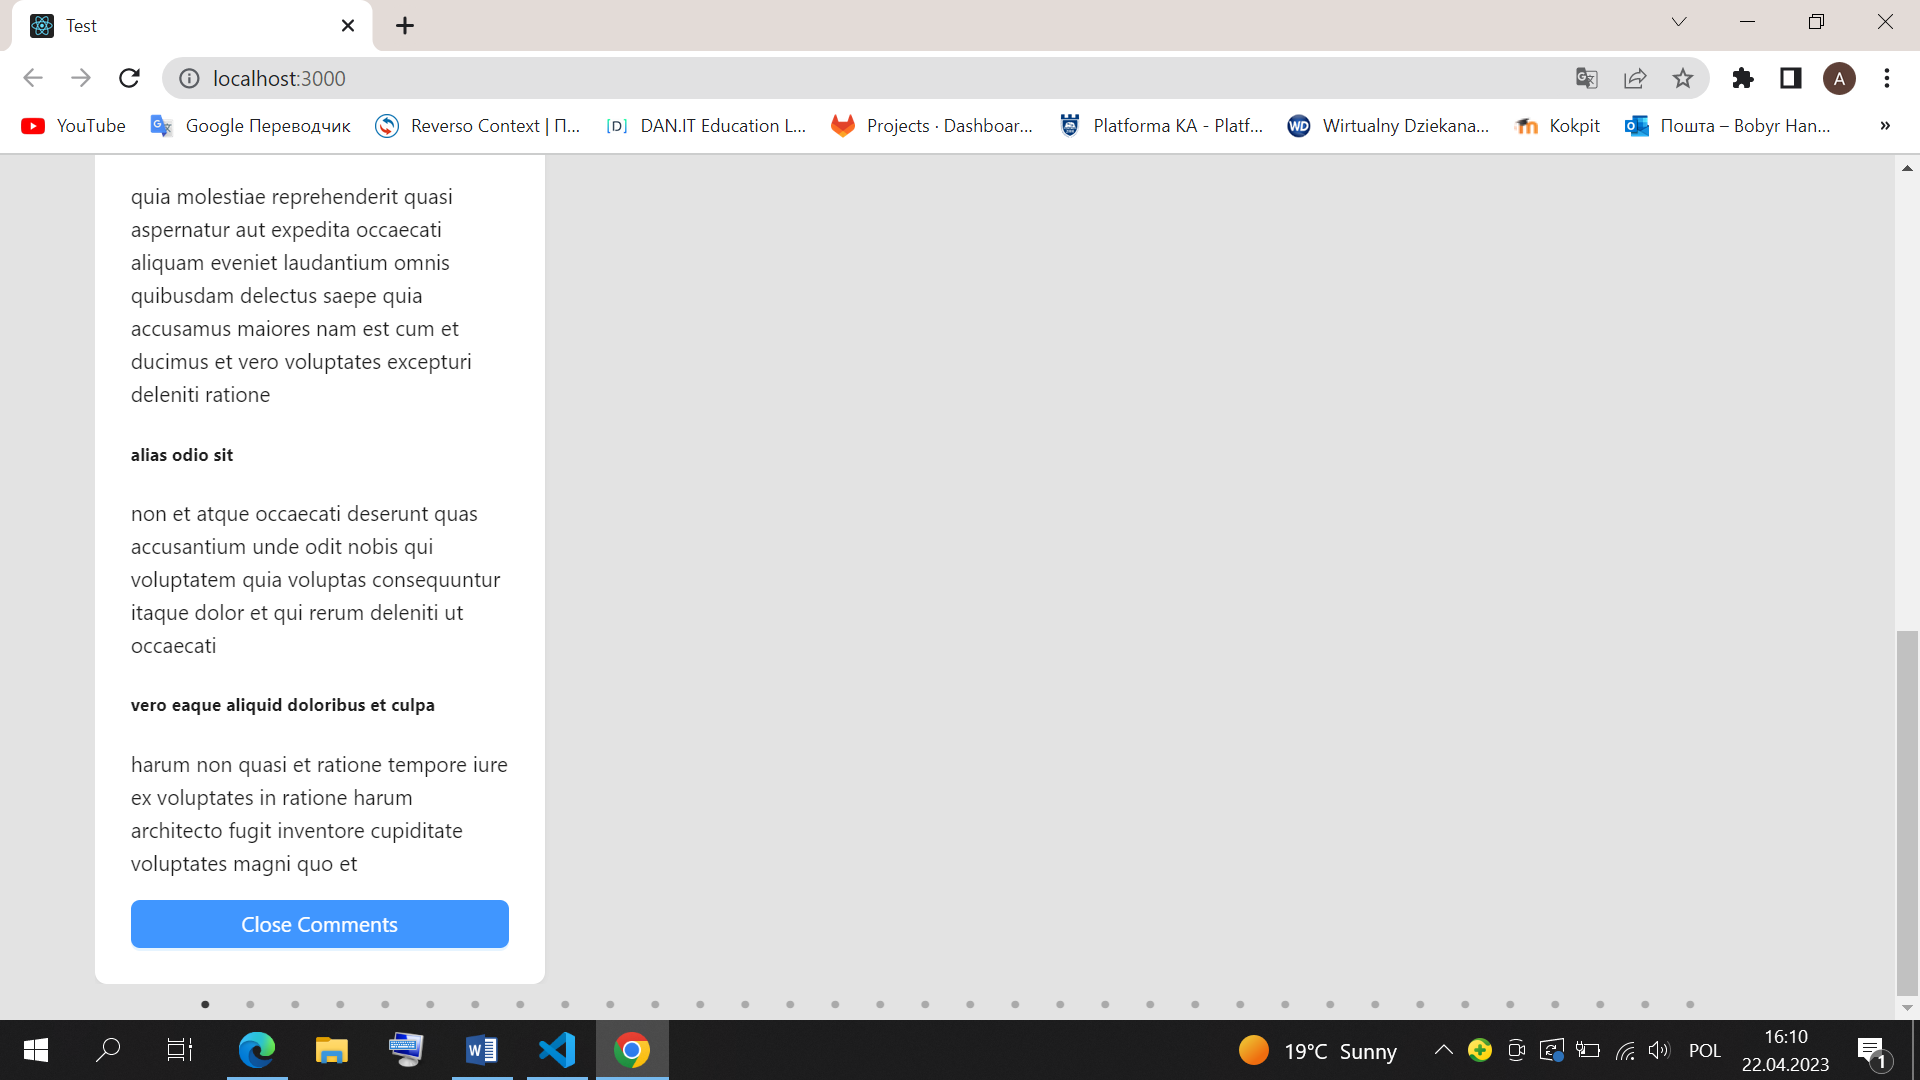 Test
localhost:3000
A
YouTube
Google Переводчик
Reverso Context | П...
[D] DAN.IT Education L...
Projects · Dashboar...
Platforma KA - Platf...
WD Wirtualny Dziekana...
Kokpit
Пошта – Bobyr Han...
»
quia molestiae reprehenderit quasi
aspernatur aut expedita occaecati
aliquam eveniet laudantium omnis
quibusdam delectus saepe quia
accusamus maiores nam est cum et
ducimus et vero voluptates excepturi
deleniti ratione
alias odio sit
non et atque occaecati deserunt quas
accusantium unde odit nobis qui
voluptatem quia voluptas consequuntur
itaque dolor et qui rerum deleniti ut
occaecati
vero eaque aliquid doloribus et culpa
harum non quasi et ratione tempore iure
ex voluptates in ratione harum
architecto fugit inventore cupiditate
voluptates magni quo et
Close Comments
19°C Sunny
POL
16:10
22.04.2023
1